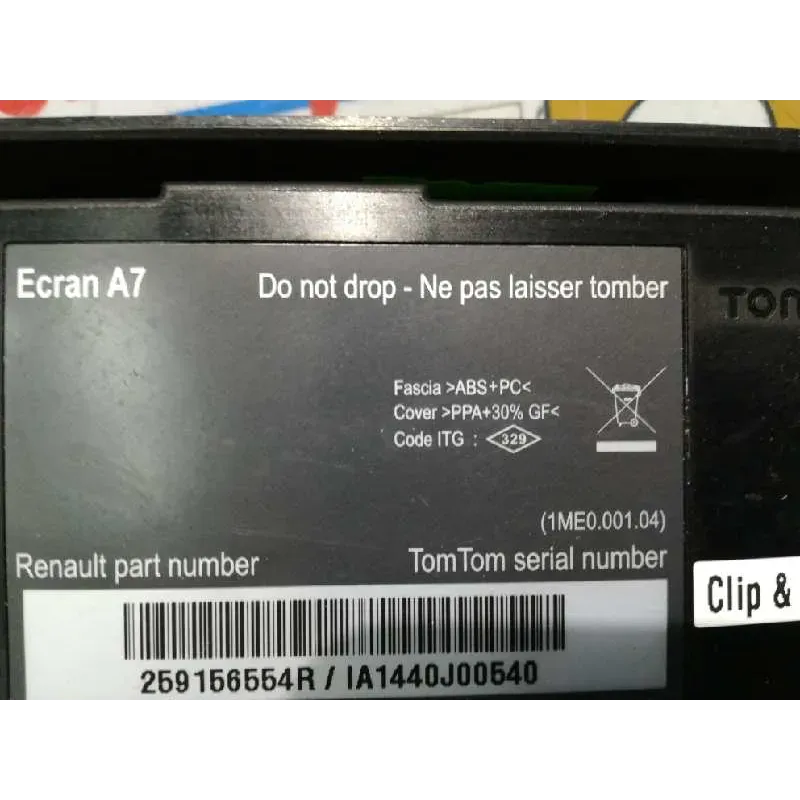 Ecran A7
Do not drop - Ne pas laisser tomber
TOM
Fascia >ABS+PC<
Cover >PPA+30% GF<
Code ITG : 329
(1ME0.001.04)
Renault part number
TomTom serial number
Clip &
259156554R / IA1440J00540